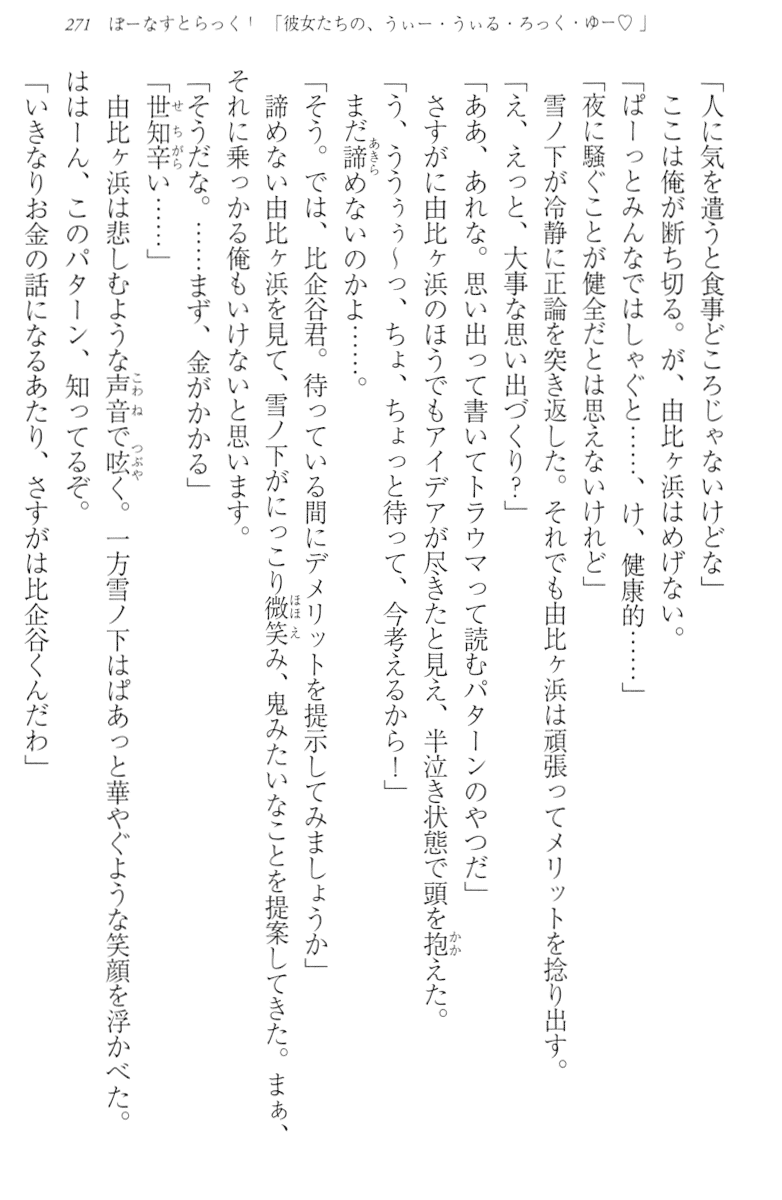 271 ぼーなすとらっく！ 「彼女たちの、うぃー・うぃる・ろっく・ゆー♡」
「人に気を遣うと食事どころじゃないけどな」
ここは俺が断ち切る。が、由比ヶ浜はめげない。
「ぱーっとみんなではしゃぐと……、け、健康的……」
「夜に騒ぐことが健全だとは思えないけれど」
雪ノ下が冷静に正論を突き返した。それでも由比ヶ浜は頑張ってメリットを捻り出す。
「え、えっと、大事な思い出づくり？」
「ああ、あれな。思い出って書いてトラウマって読むパターンのやつだ」
さすがに由比ヶ浜のほうでもアイデアが尽きたと見え、半泣き状態で頭を抱えた。
「う、ううぅぅ～っ、ちょ、ちょっと待って、今考えるから！」
まだ諦めないのかよ……。
「そう。では、比企谷君。待っている間にデメリットを提示してみましょうか」
諦めない由比ヶ浜を見て、雪ノ下がにっこり微笑み、鬼みたいなことを提案してきた。まぁ、
それに乗っかる俺もいけないと思います。
「そうだな。……まず、金がかかる」
「世知辛い……」
由比ヶ浜は悲しむような声音で呟く。一方雪ノ下はぱあっと華やぐような笑顔を浮かべた。
ははーん、このパターン、知ってるぞ。
「いきなりお金の話になるあたり、さすがは比企谷くんだわ」